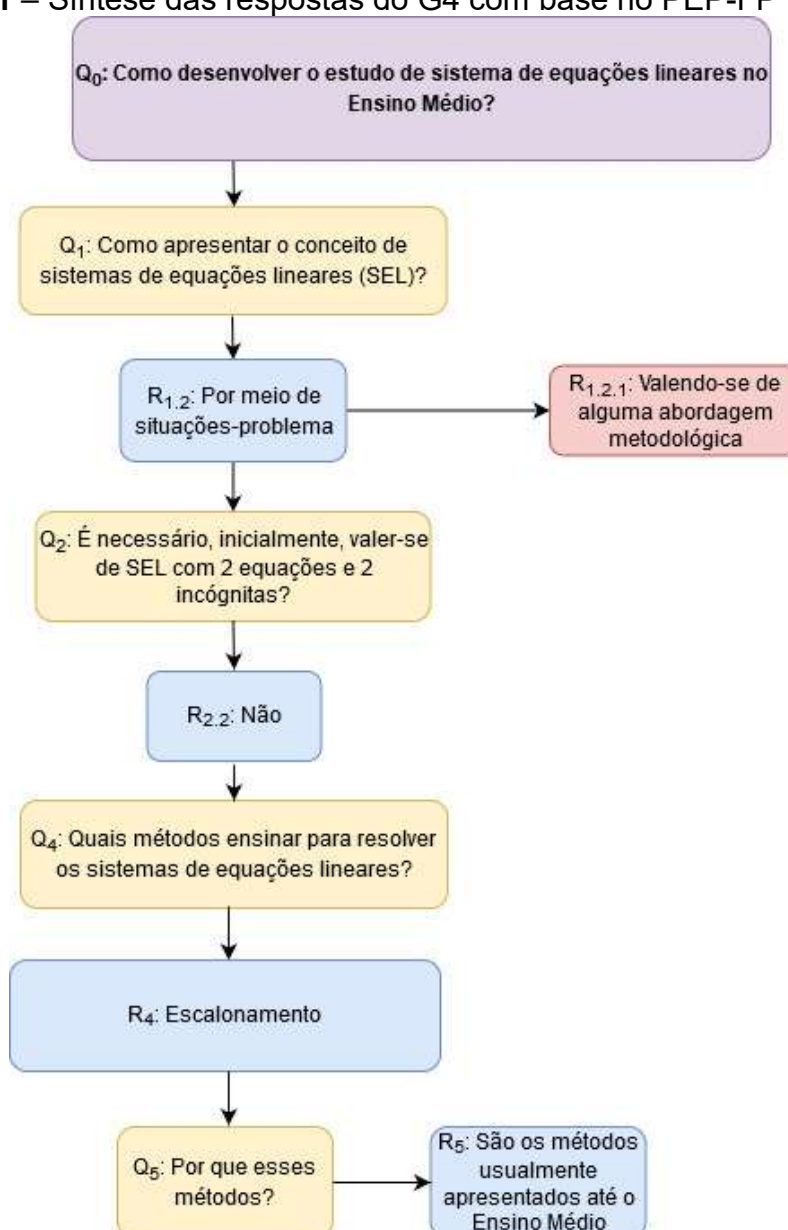 – Síntese das respostas do G4 com base no PEP-FP
Q0: Como desenvolver o estudo de sistema de equações lineares no
Ensino Médio?
Q1: Como apresentar o conceito de
sistemas de equações lineares (SEL)?
R1.2: Por meio de
situações-problema
R1.2.1: Valendo-se de
alguma abordagem
metodológica
Q2: É necessário, inicialmente, valer-se
de SEL com 2 equações e 2
incógnitas?
R2.2: Não
Q4: Quais métodos ensinar para resolver
os sistemas de equações lineares?
R4: Escalonamento
Q5: Por que esses
métodos?
R5: São os métodos
usualmente
apresentados até o
Ensino Médio